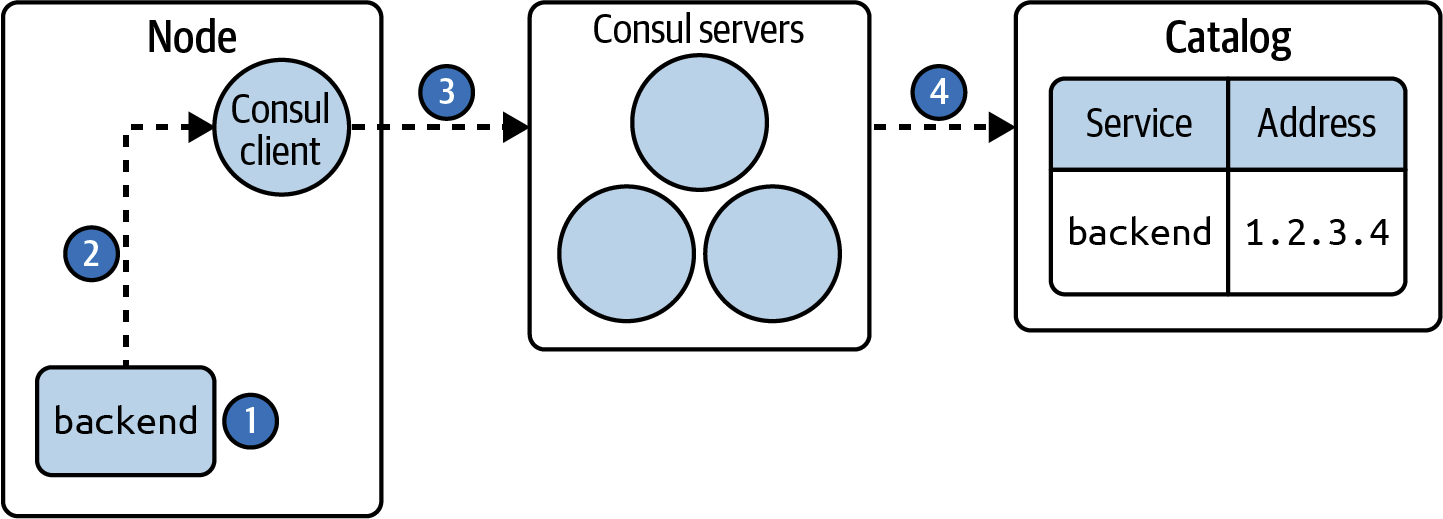 Node
Consul
client
2
backend
1
3
Consul servers
4
Catalog
Service Address
backend 1.2.3.4